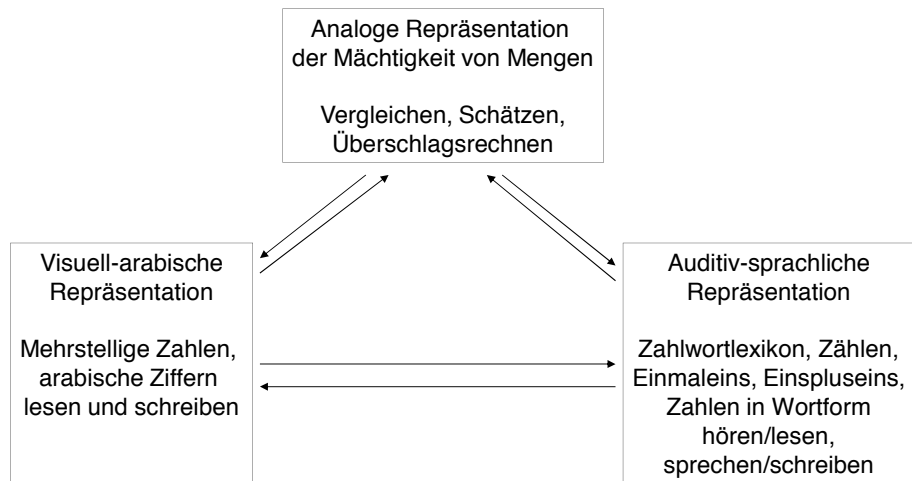 Analoge Repräsentation
der Mächtigkeit von Mengen
Vergleichen, Schätzen,
Überschlagsrechnen
Visuell-arabische
Repräsentation
Mehrstellige Zahlen,
arabische Ziffern
lesen und schreiben
Auditiv-sprachliche
Repräsentation
Zahlwortlexikon, Zählen,
Einmaleins, Einspluseins,
Zahlen in Wortform
hören/lesen,
sprechen/schreiben